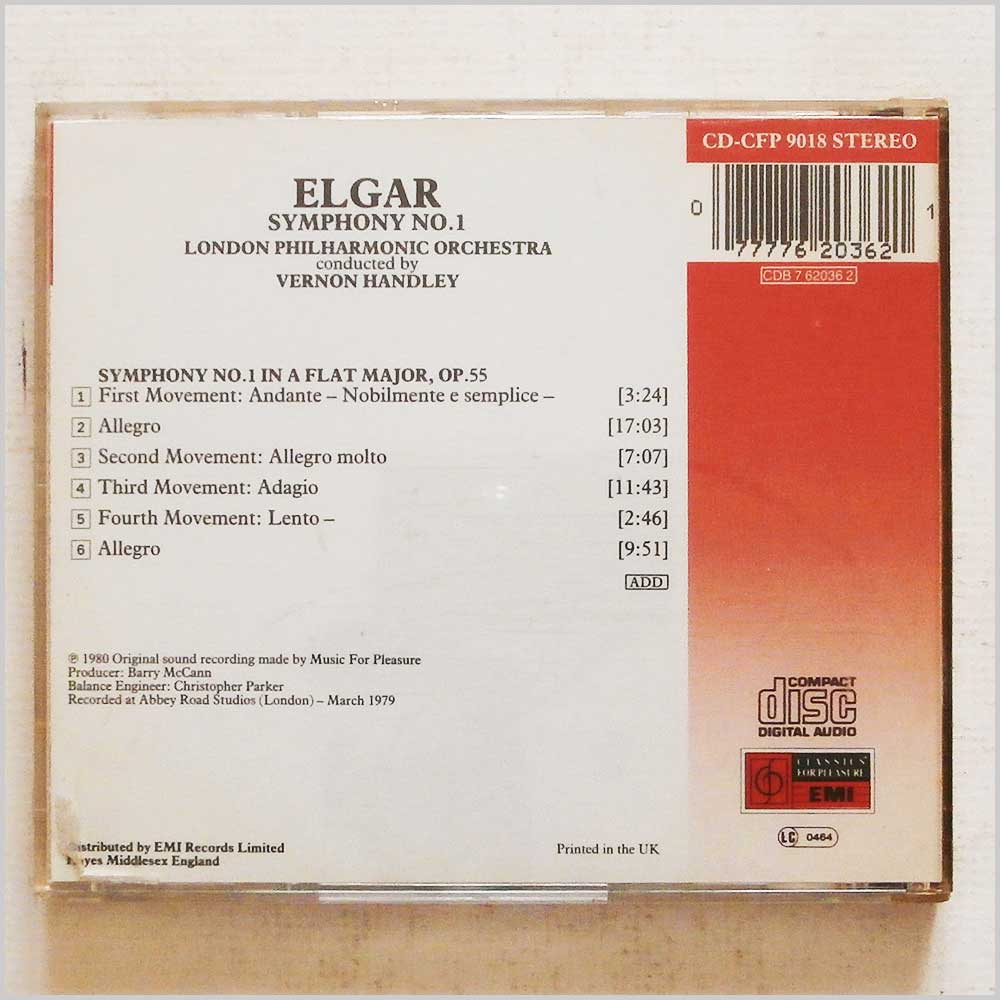 ELGAR
SYMPHONY NO.1
LONDON PHILHARMONIC ORCHESTRA
conducted by
VERNON HANDLEY
SYMPHONY NO.1 IN A FLAT MAJOR, OP.55
1 First Movement: Andante – Nobilmente e semplice – [3:24]
2 Allegro [17:03]
3 Second Movement: Allegro molto [7:07]
4 Third Movement: Adagio [11:43]
5 Fourth Movement: Lento – [2:46]
6 Allegro [9:51]
ADD
℗ 1980 Original sound recording made by Music For Pleasure
Producer: Barry McCann
Balance Engineer: Christopher Parker
Recorded at Abbey Road Studios (London) – March 1979
istributed by EMI Records Limited
yes Middlesex England
Printed in the UK
CD-CFP 9018 STEREO
0 77776 20362 1
CDB 7 62036 2
COMPACT
disc
DIGITAL AUDIO
CLASSICS
FOR PLEASURE
EMI
LC 0464